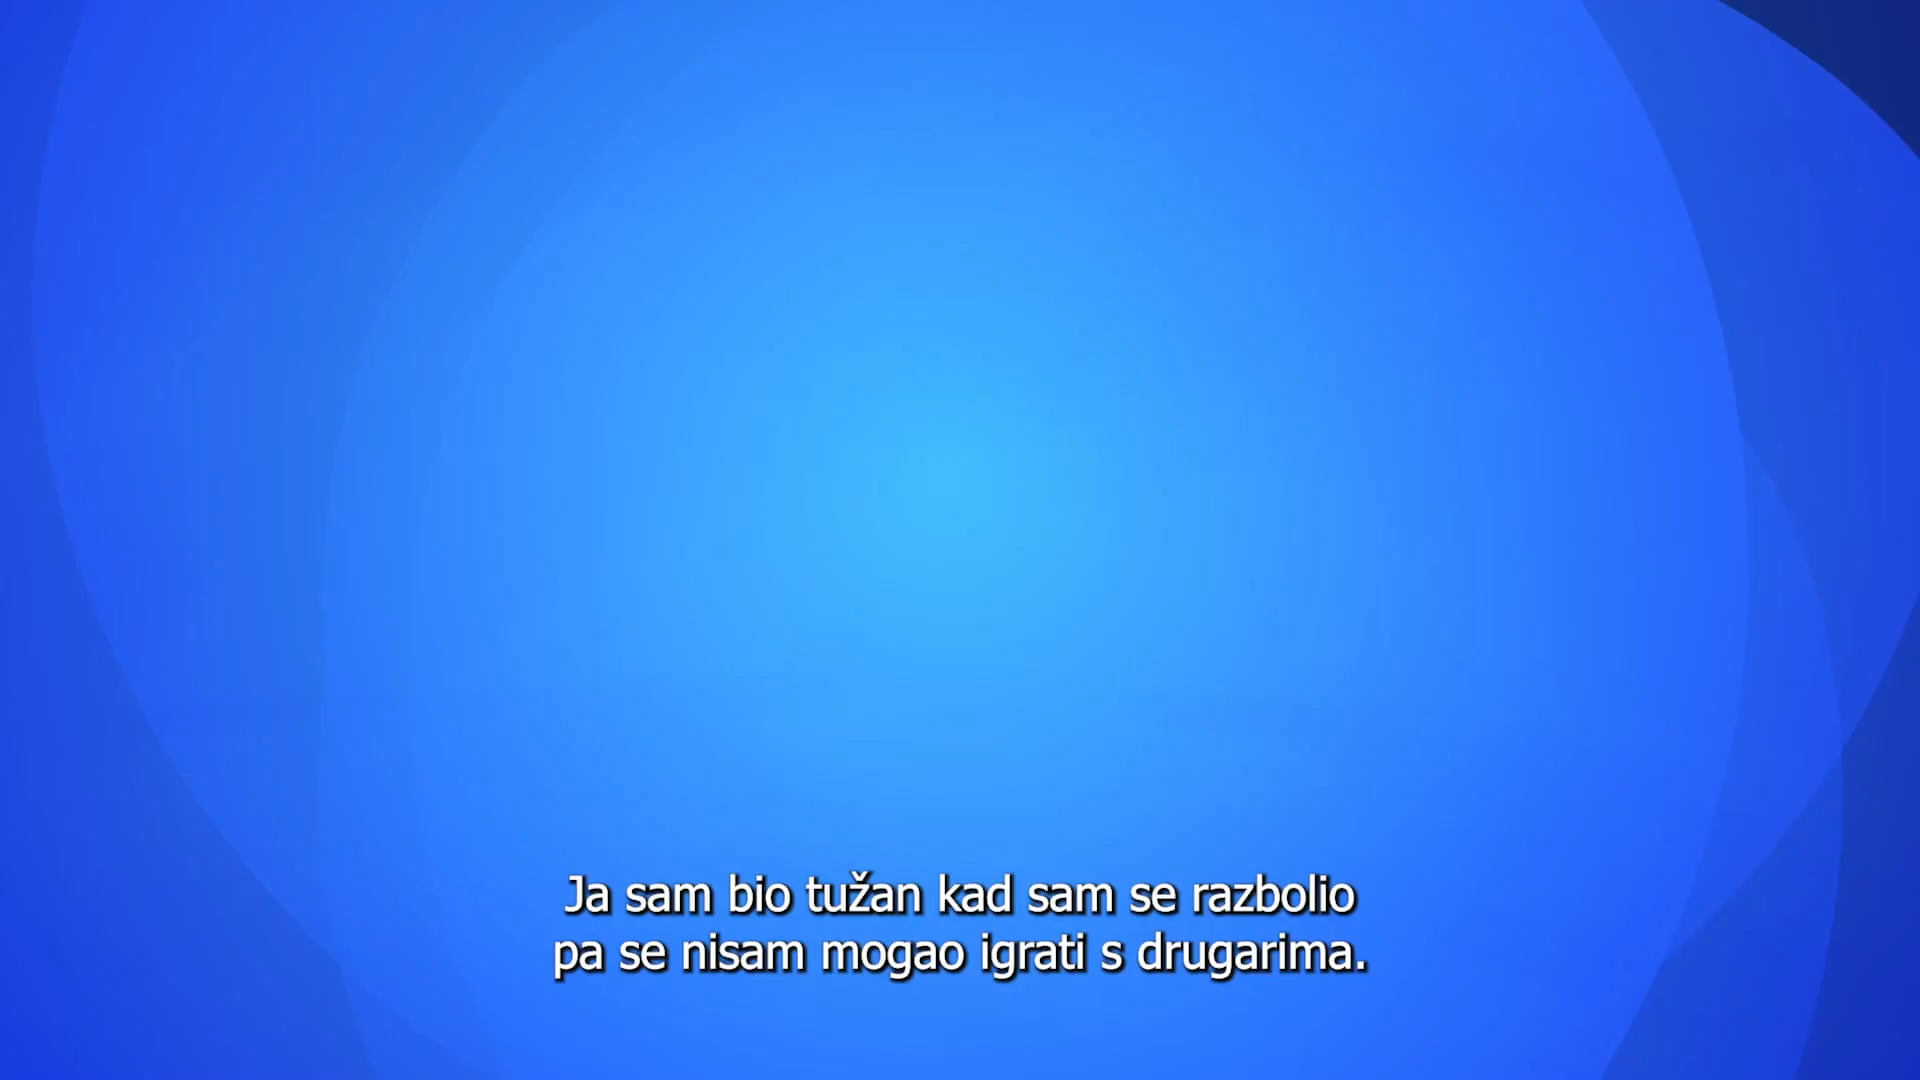 Ja sam bio tužan kad sam se razbolio
pa se nisam mogao igrati s drugarima.